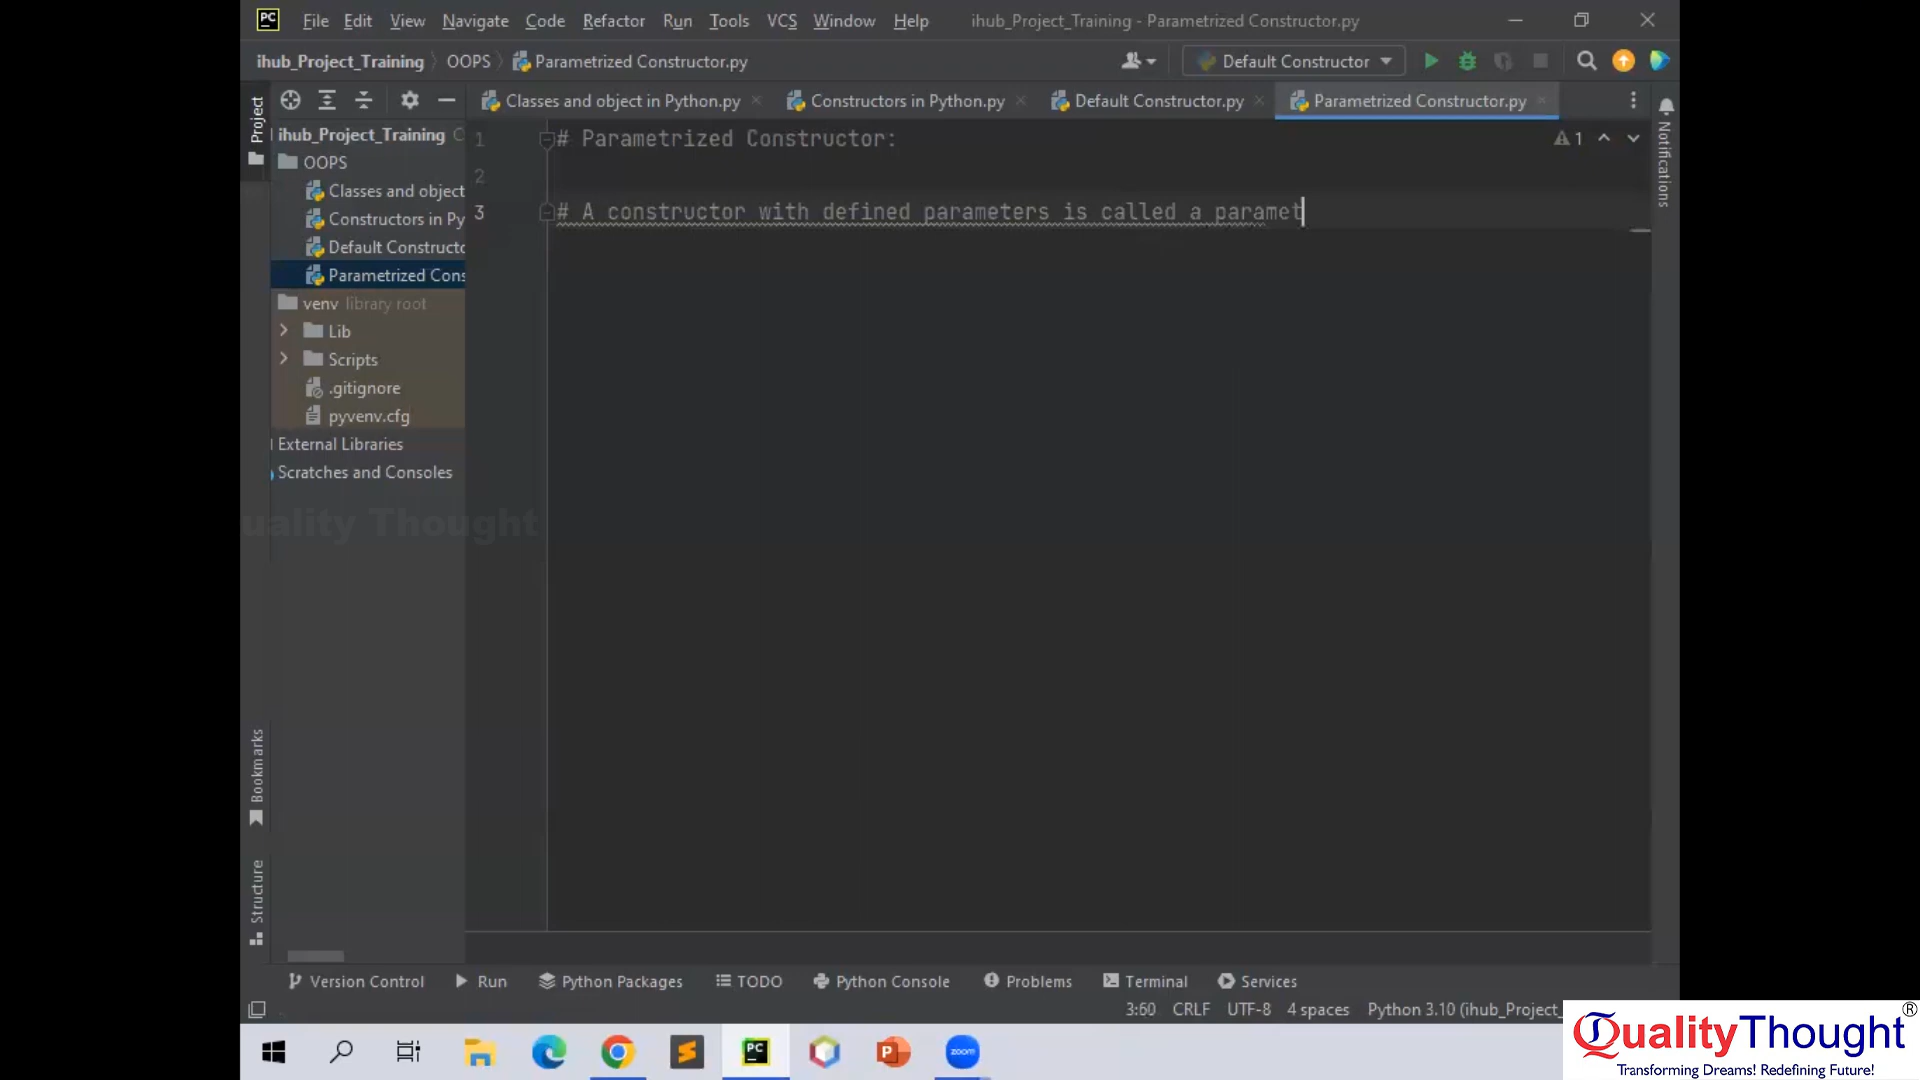 PC File Edit View Navigate Code Refactor Run Tools VCS Window Help ihub_Project_Training - Parametrized Constructor.py
ihub_Project_Training OOPS Parametrized Constructor.py Default Constructor
Project
Classes and object in Python.py Constructors in Python.py Default Constructor.py Parametrized Constructor.py
Notifications
ihub_Project_Training C
OOPS
Classes and object
Constructors in Py
Default Constructo
Parametrized Cons
venv library root
Lib
Scripts
.gitignore
pyvenv.cfg
External Libraries
Scratches and Consoles
1 # Parametrized Constructor:
1
2
3 # A constructor with defined parameters is called a paramet
uality Thought
Bookmarks
Structure
Version Control Run Python Packages TODO Python Console Problems Terminal Services
3:60 CRLF UTF-8 4 spaces Python 3.10 (ihub_Project_
PC
zoom
QualityThought®
Transforming Dreams! Redefining Future!